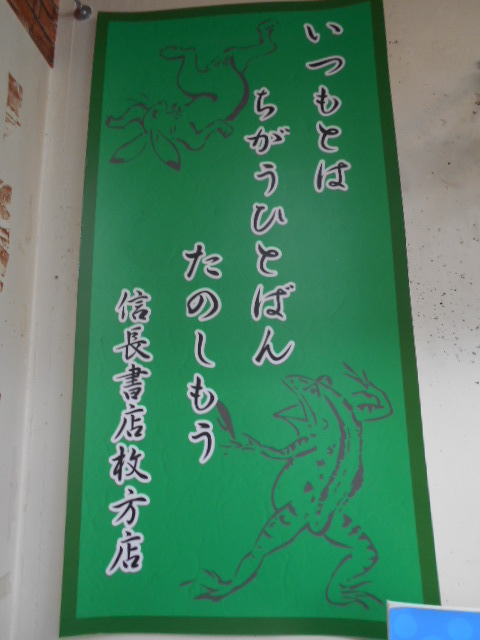 いつもとは
ちがうひとばん
たのしもう
信長書店枚方店